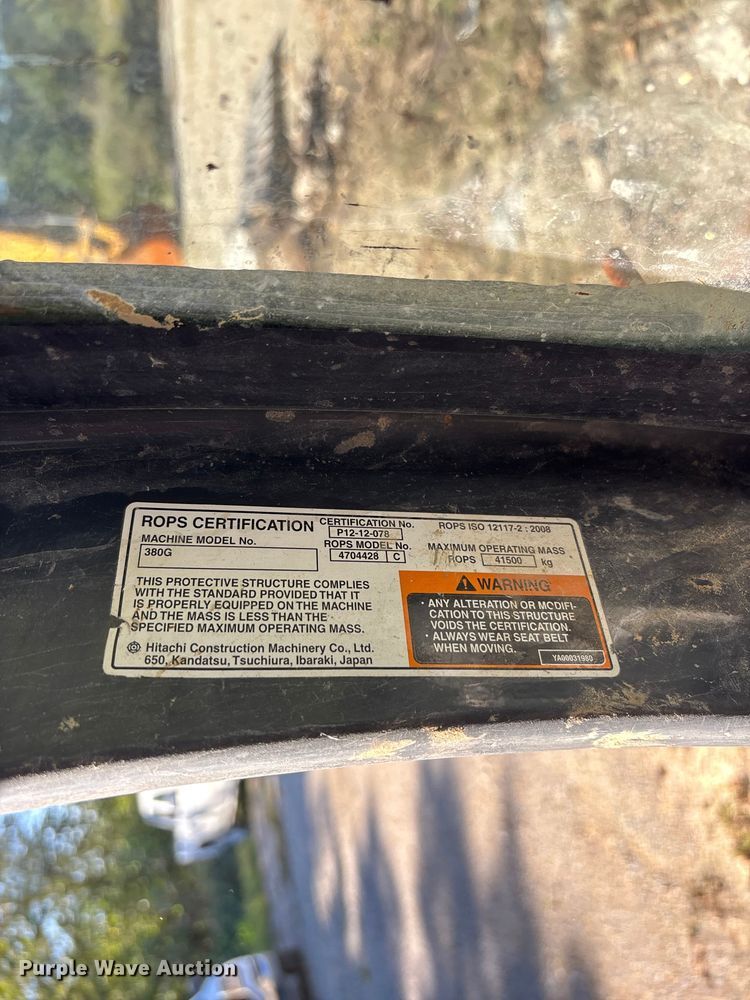 ROPS CERTIFICATION
MACHINE MODEL No.
380G
CERTIFICATION No.
P12-12-078
ROPS MODEL No.
4704428 C
ROPS ISO 12117-2 : 2008
MAXIMUM OPERATING MASS
ROPS 41500 kg
THIS PROTECTIVE STRUCTURE COMPLIES
WITH THE STANDARD PROVIDED THAT IT
IS PROPERLY EQUIPPED ON THE MACHINE
AND THE MASS IS LESS THAN THE
SPECIFIED MAXIMUM OPERATING MASS.
Hitachi Construction Machinery Co., Ltd.
650, Kandatsu, Tsuchiura, Ibaraki, Japan
WARNING
· ANY ALTERATION OR MODIFI-
CATION TO THIS STRUCTURE
VOIDS THE CERTIFICATION.
· ALWAYS WEAR SEAT BELT
WHEN MOVING.
YA00031980
Purple Wave Auction